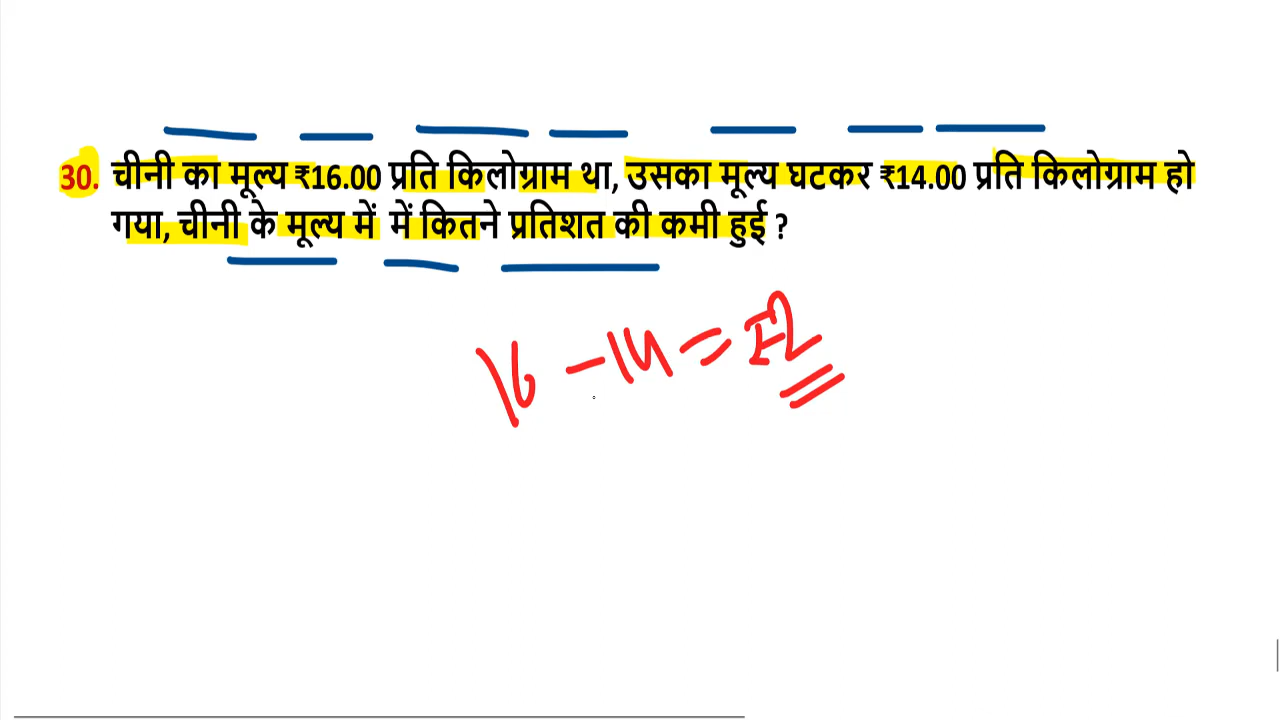 30. चीनी का मूल्य ₹16.00 प्रति किलोग्राम था, उसका मूल्य घटकर ₹14.00 प्रति किलोग्राम हो
गया, चीनी के मूल्य में में कितने प्रतिशत की कमी हुई ?
16 - 14 = ₹2